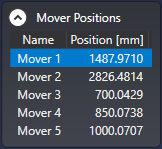 Mover Positions
Name Position [mm]
Mover 1 1487.9710
Mover 2 2826.4814
Mover 3 700.0429
Mover 4 850.0738
Mover 5 1000.0707